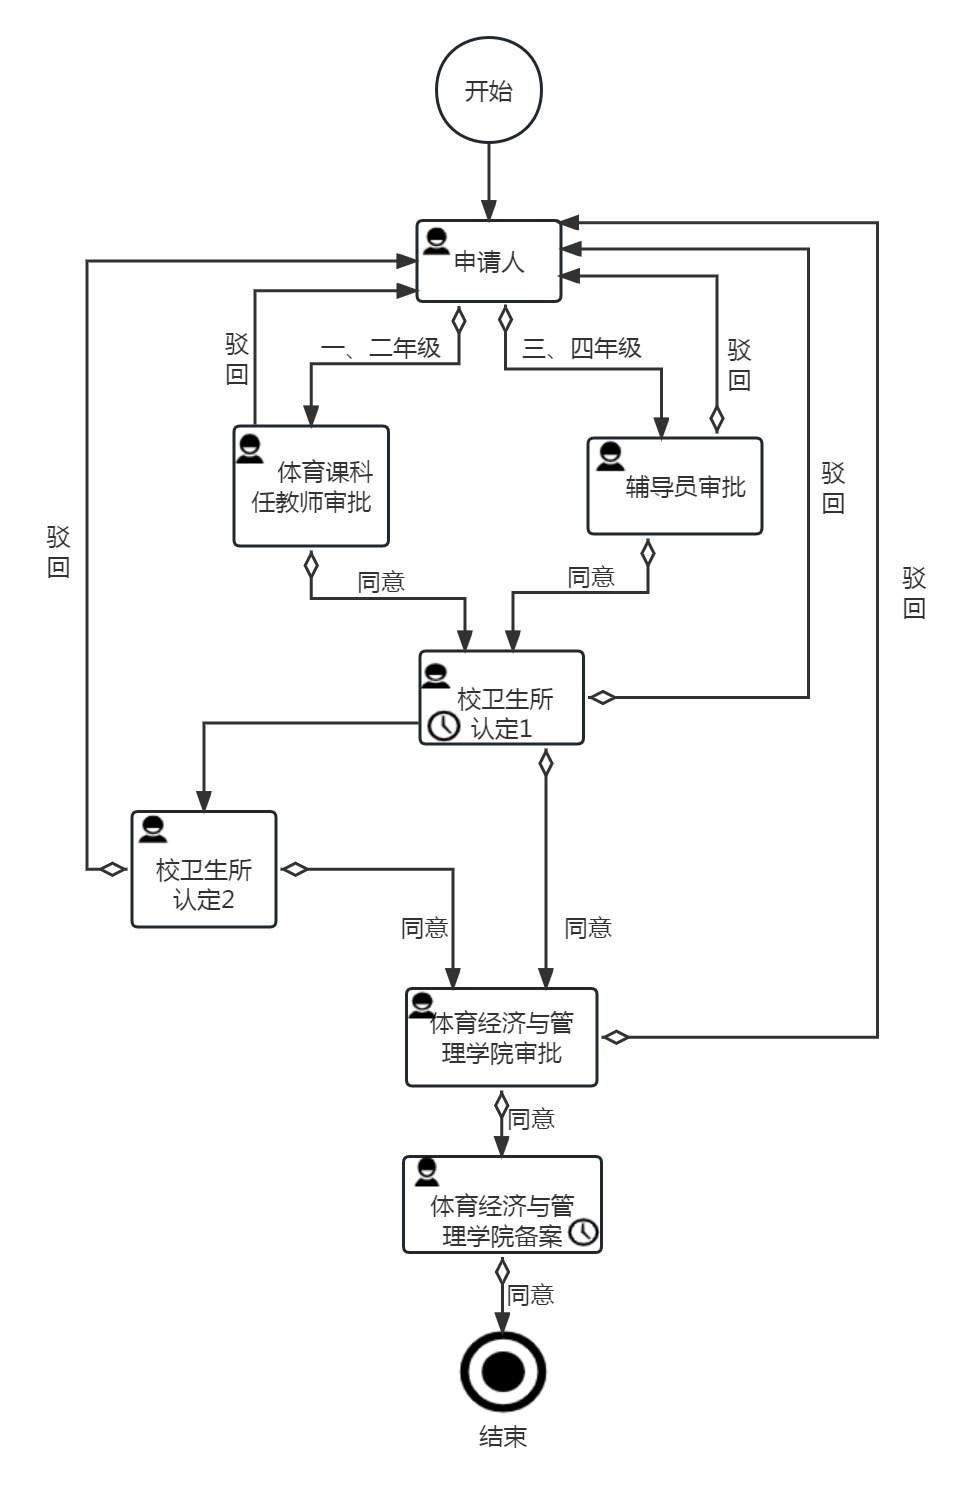 开始
申请人
一、二年级
三、四年级
驳
回
驳
回
体育课科
任教师审批
辅导员审批
驳
回
驳
回
驳
回
同意
同意
校卫生所
认定1
校卫生所
认定2
同意
同意
体育经济与管
理学院审批
同意
体育经济与管
理学院备案
同意
结束